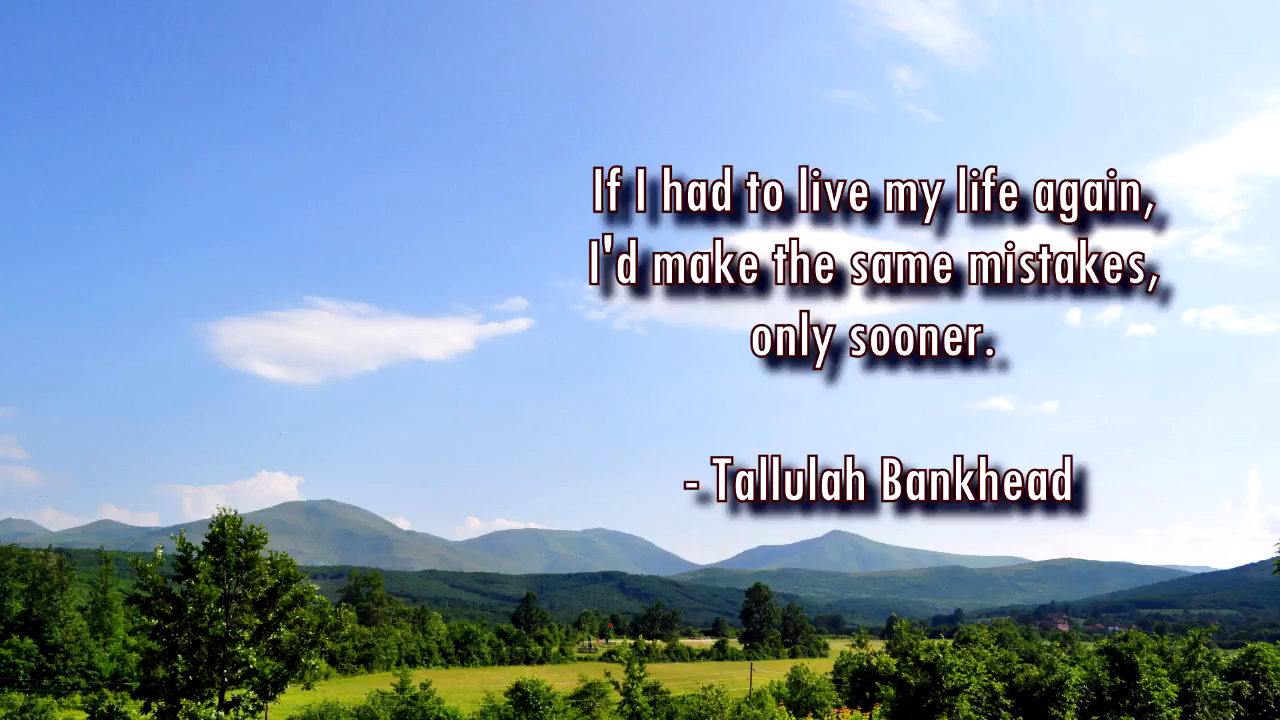 If I had to live my life again,
I'd make the same mistakes,
only sooner.
- Tallulah Bankhead